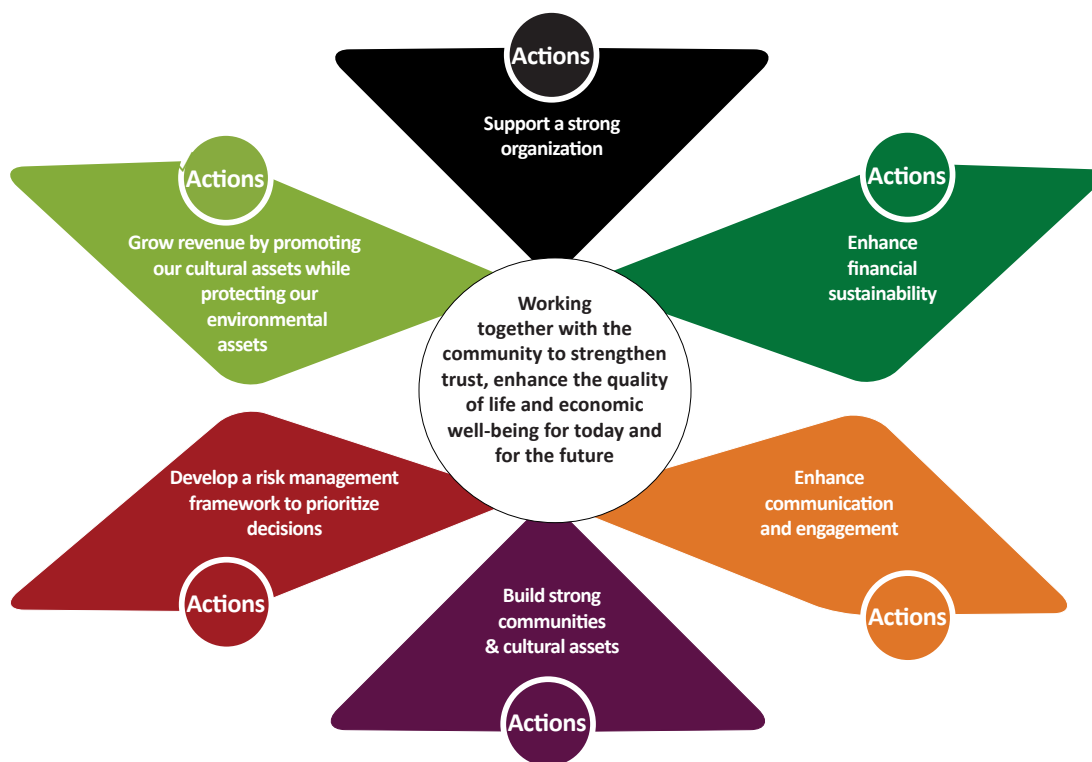 Actions
Support a strong
organization
Actions
Enhance
financial
sustainability
Actions
Enhance
communication
and engagement
Actions
Build strong
communities
& cultural assets
Actions
Develop a risk management
framework to prioritize
decisions
Actions
Grow revenue by promoting
our cultural assets while
protecting our
environmental
assets
Working
together with the
community to strengthen
trust, enhance the quality
of life and economic
well-being for today and
for the future